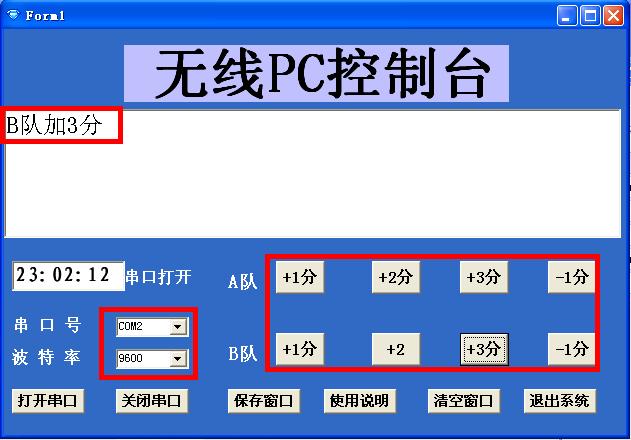 Form1
无线PC控制台
B队加3分
23:02:12 串口打开
A队 +1分 +2分 +3分 -1分
串 口 号 COM2
波 特 率 9600
B队 +1分 +2 +3分 -1分
打开串口 关闭串口 保存窗口 使用说明 清空窗口 退出系统